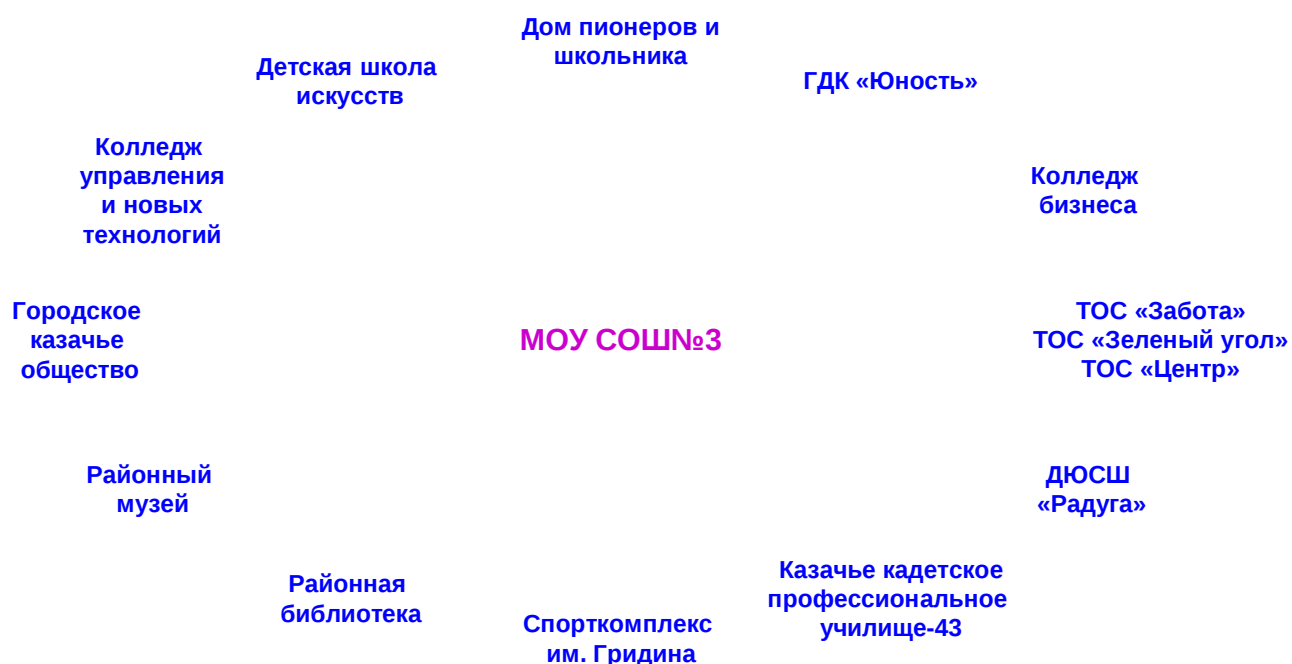 Дом пионеров и
школьника
Детская школа
искусств
ГДК «Юность»
Колледж
управления
и новых
технологий
Колледж
бизнеса
Городское
казачье
общество
МОУ СОШ№3
ТОС «Забота»
ТОС «Зеленый угол»
ТОС «Центр»
Районный
музей
ДЮСШ
«Радуга»
Районная
библиотека
Казачье кадетское
профессиональное
училище-43
Спорткомплекс
им. Гридина